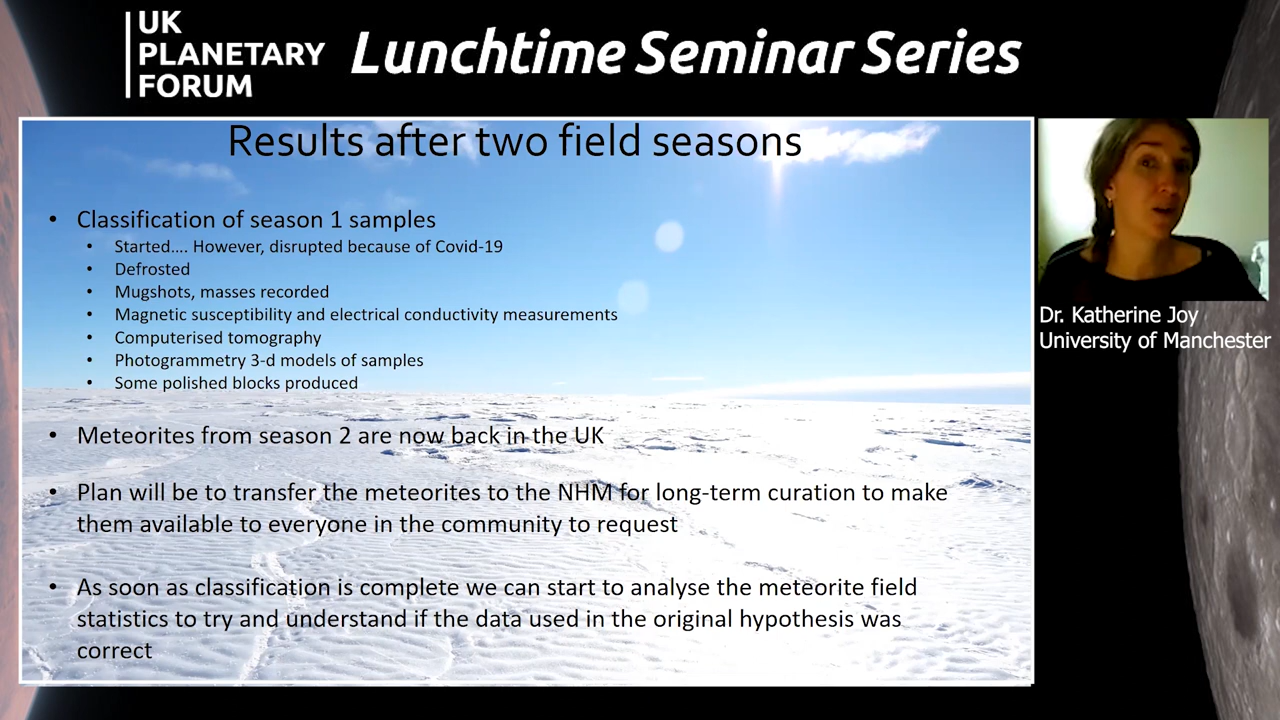 UK
PLANETARY
FORUM
Lunchtime Seminar Series
Results after two field seasons
• Classification of season 1 samples
• Started…. However, disrupted because of Covid-19
• Defrosted
• Mugshots, masses recorded
• Magnetic susceptibility and electrical conductivity measurements
• Computerised tomography
• Photogrammetry 3-d models of samples
• Some polished blocks produced
• Meteorites from season 2 are now back in the UK
• Plan will be to transfer the meteorites to the NHM for long-term curation to make
them available to everyone in the community to request
• As soon as classification is complete we can start to analyse the meteorite field
statistics to try and understand if the data used in the original hypothesis was
correct
Dr. Katherine Joy
University of Manchester